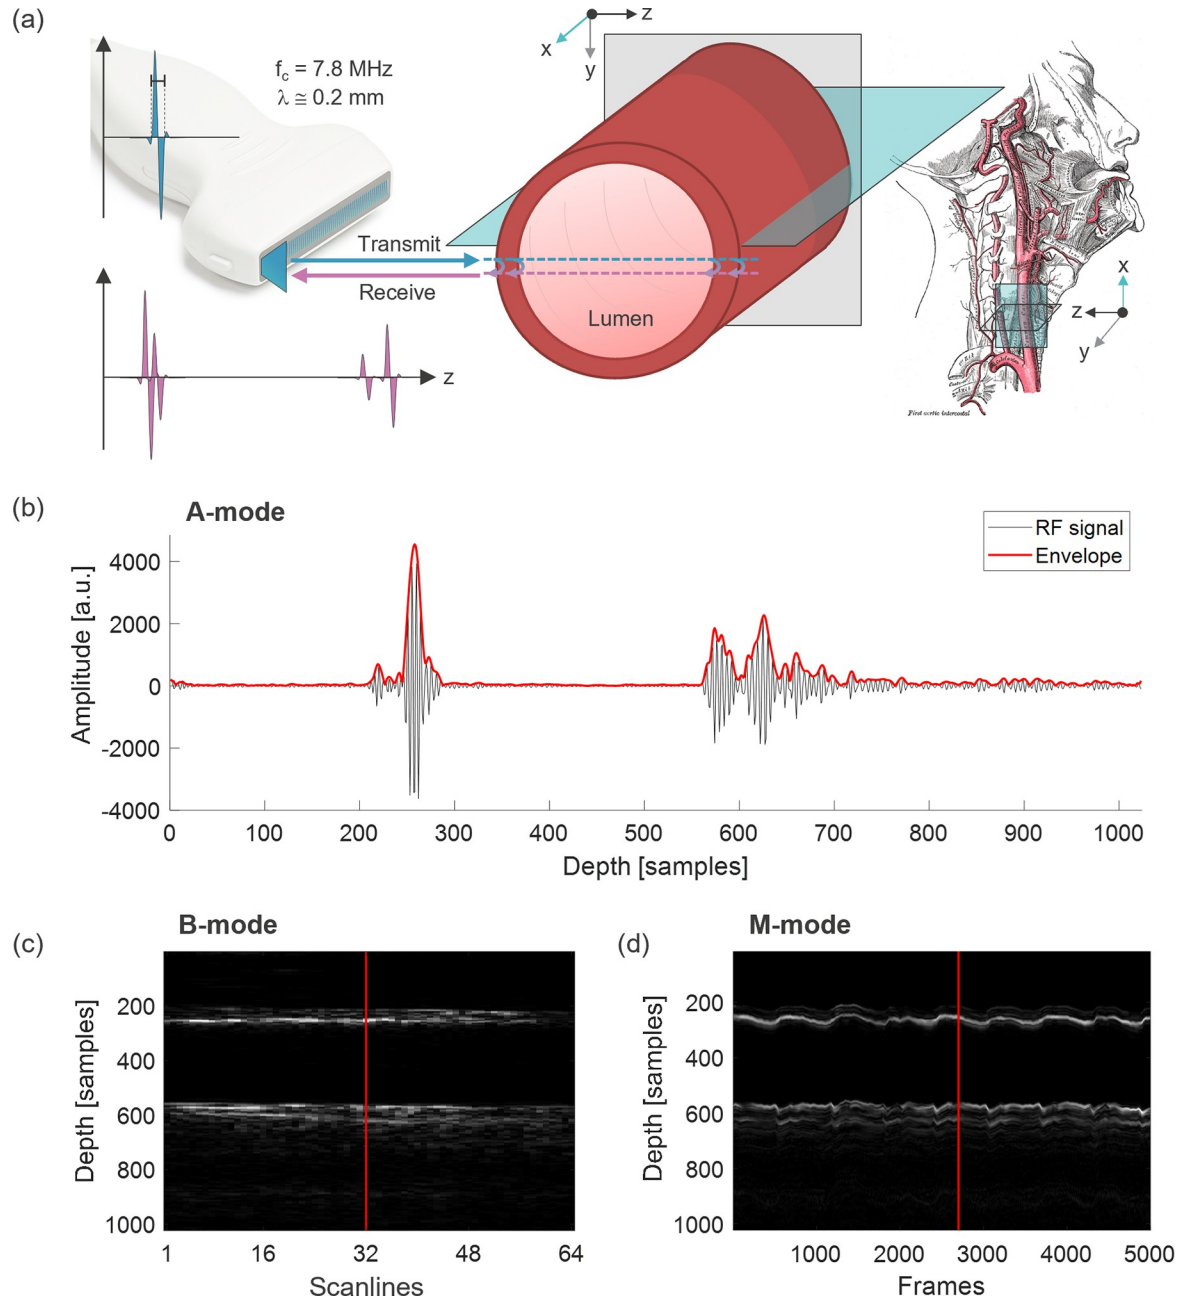 (a)
z
x
y
f_c = 7.8 MHz
λ ≅ 0.2 mm
Transmit
Receive
Lumen
z
x
z
y
First aortic intercostal
(b)
A-mode
RF signal
Envelope
Amplitude [a.u.]
4000
2000
0
-2000
-4000
0 100 200 300 400 500 600 700 800 900 1000
Depth [samples]
(c)
B-mode
Depth [samples]
200
400
600
800
1000
1 16 32 48 64
Scanlines
(d)
M-mode
Depth [samples]
200
400
600
800
1000
1000 2000 3000 4000 5000
Frames